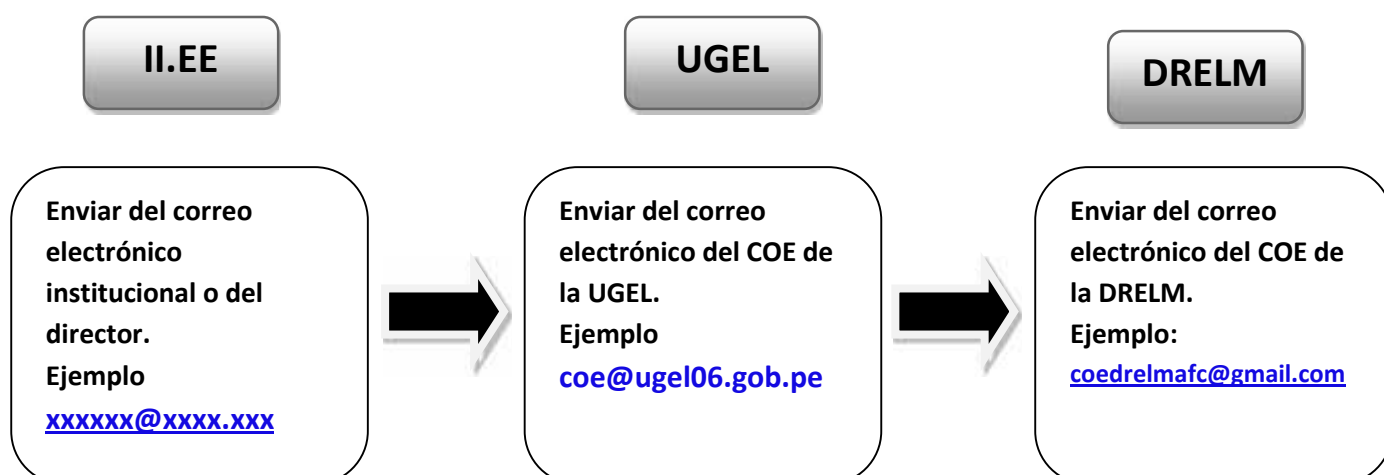 II.EE
UGEL
DRELM
Enviar del correo
electrónico
institucional o del
director.
Ejemplo
xxxxxx@xxxx.xxx
Enviar del correo
electrónico del COE de
la UGEL.
Ejemplo
coe@ugel06.gob.pe
Enviar del correo
electrónico del COE de
la DRELM.
Ejemplo:
coedrelmafc@gmail.com